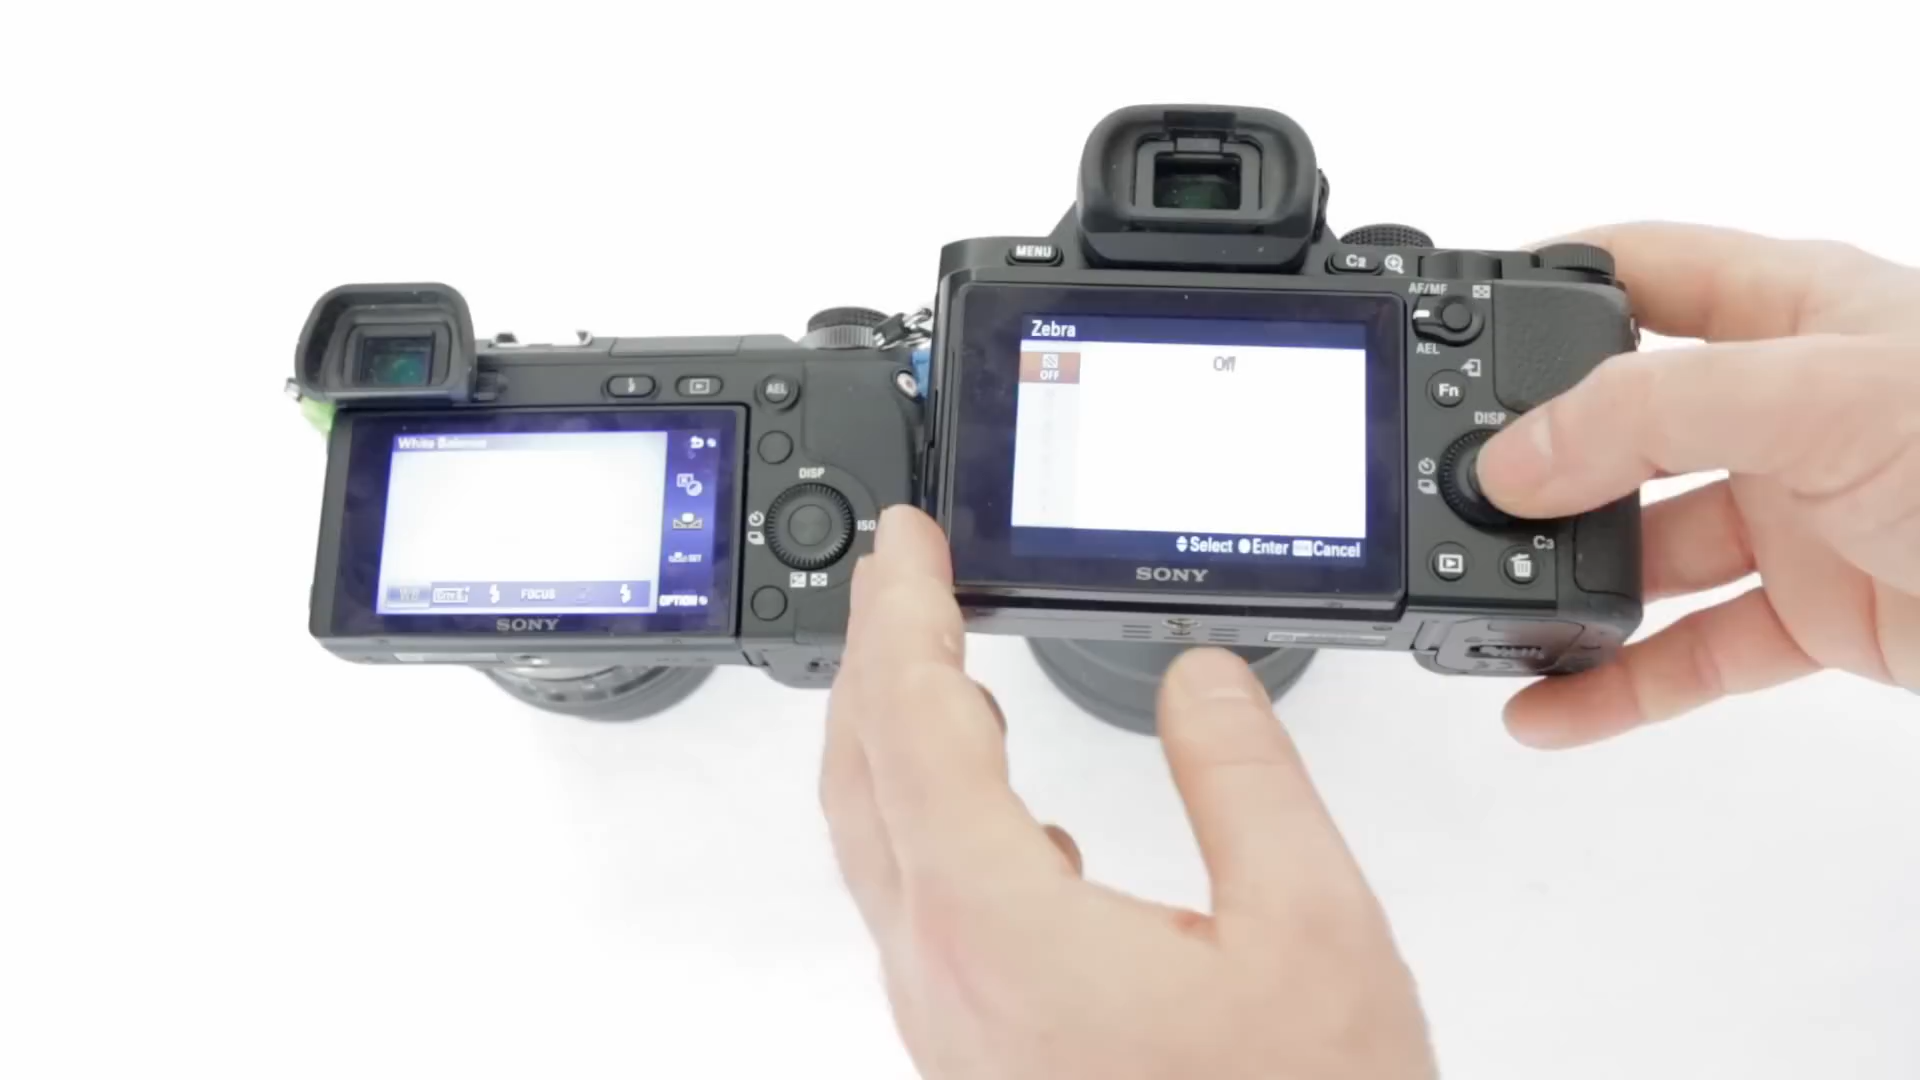 MENU
C2
AF/MF
AEL
Fn
DISP
C3
Zebra
OFF
Off
Select Enter Cancel
SONY
AEL
DISP
ISO
White Balance
WB
FOCUS
OPTION
SONY